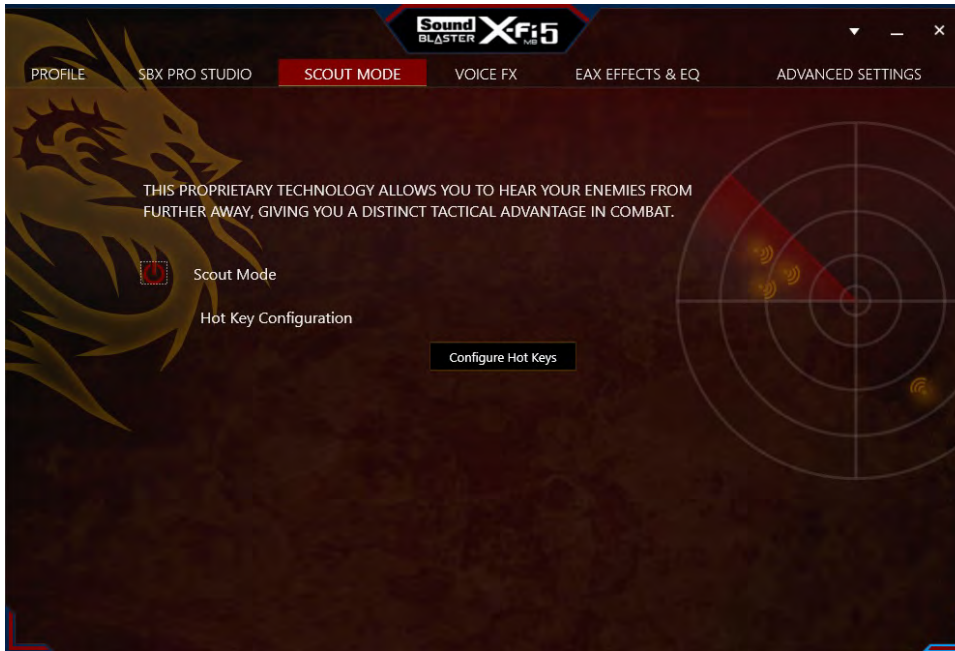 Sound
BLASTER X-Fi MB 5
PROFILE SBX PRO STUDIO SCOUT MODE VOICE FX EAX EFFECTS & EQ ADVANCED SETTINGS
THIS PROPRIETARY TECHNOLOGY ALLOWS YOU TO HEAR YOUR ENEMIES FROM
FURTHER AWAY, GIVING YOU A DISTINCT TACTICAL ADVANTAGE IN COMBAT.
Scout Mode
Hot Key Configuration
Configure Hot Keys